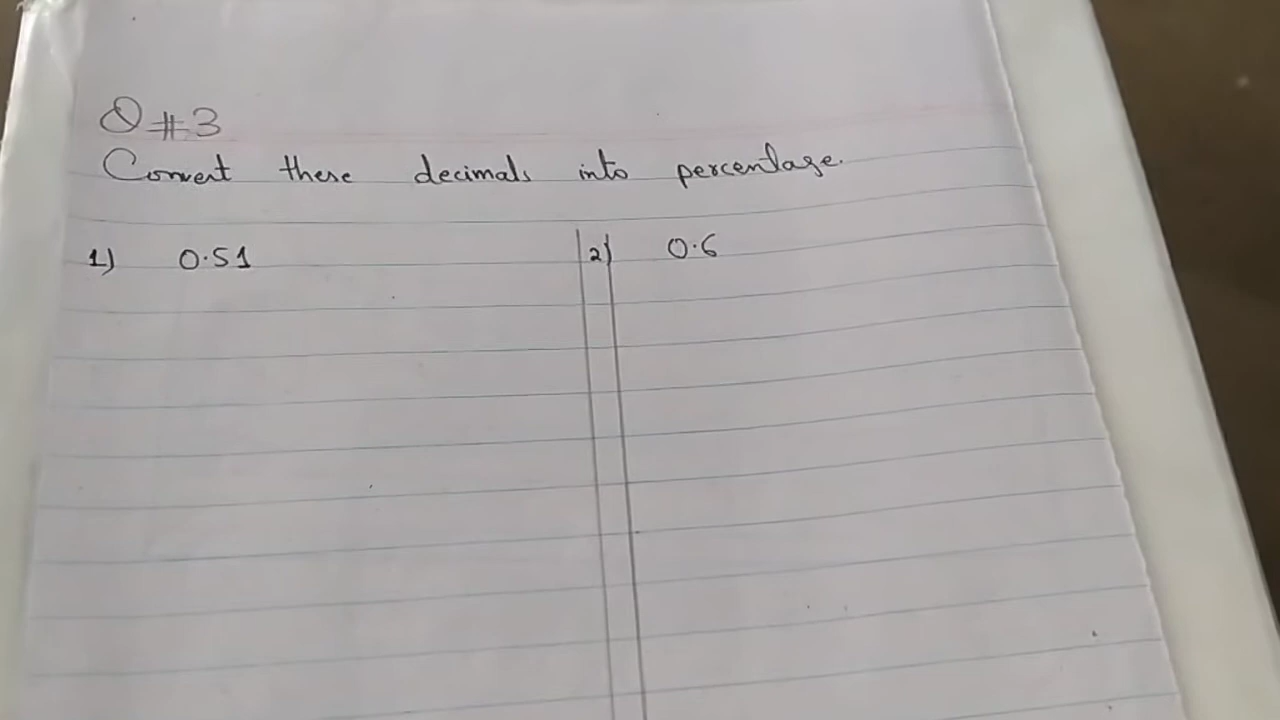 Q#3
Convert these decimals into percentage.
1) 0.51
2) 0.6